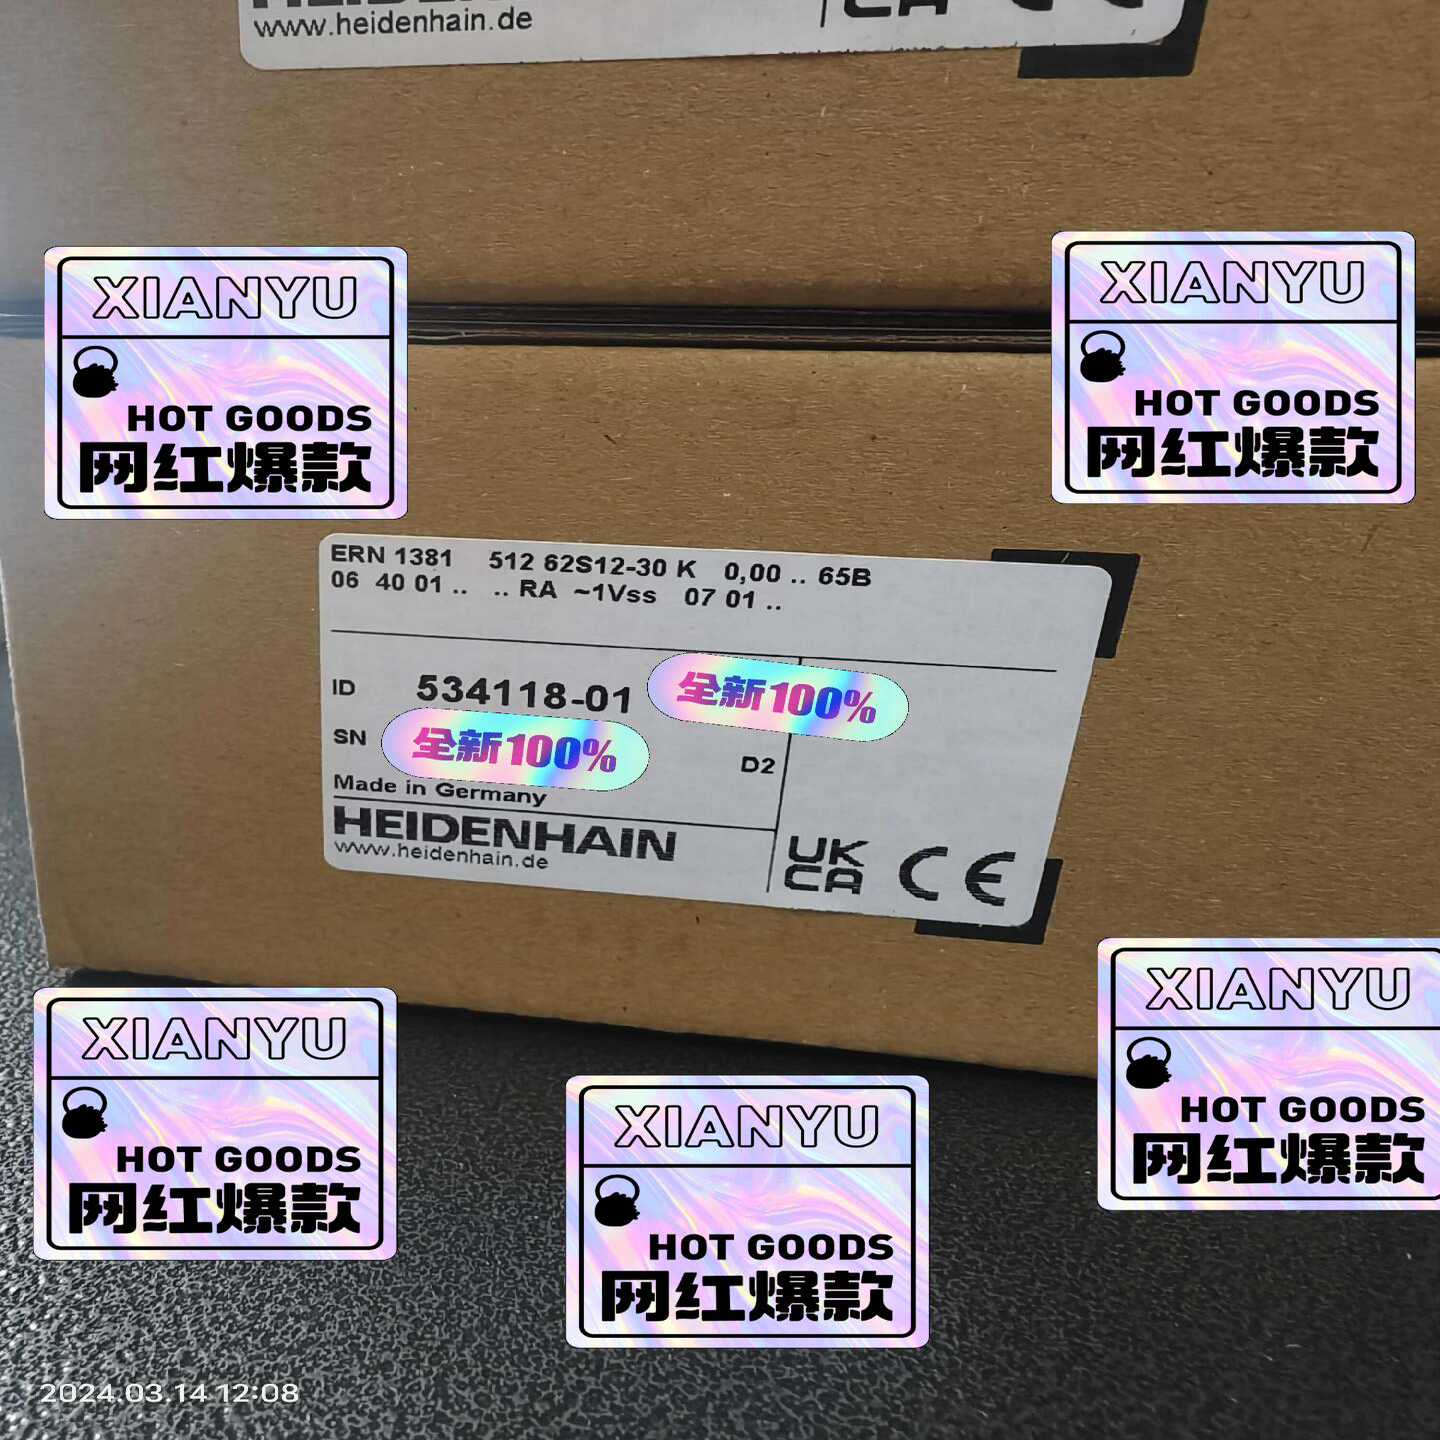 www.heidenhain.de
XIANYU
HOT GOODS
网红爆款
XIANYU
HOT GOODS
网红爆款
ERN 1381 512 62S12-30 K 0,00 .. 65B
06 40 01 .. .. RA ~1Vss 07 01 ..
ID 534118-01 全新100%
SN 全新100% D2
Made in Germany
HEIDENHAIN
www.heidenhain.de
UK
CA CE
XIANYU
HOT GOODS
网红爆款
XIANYU
HOT GOODS
网红爆款
XIANYU
HOT GOODS
网红爆款
2024.03.14 12:08